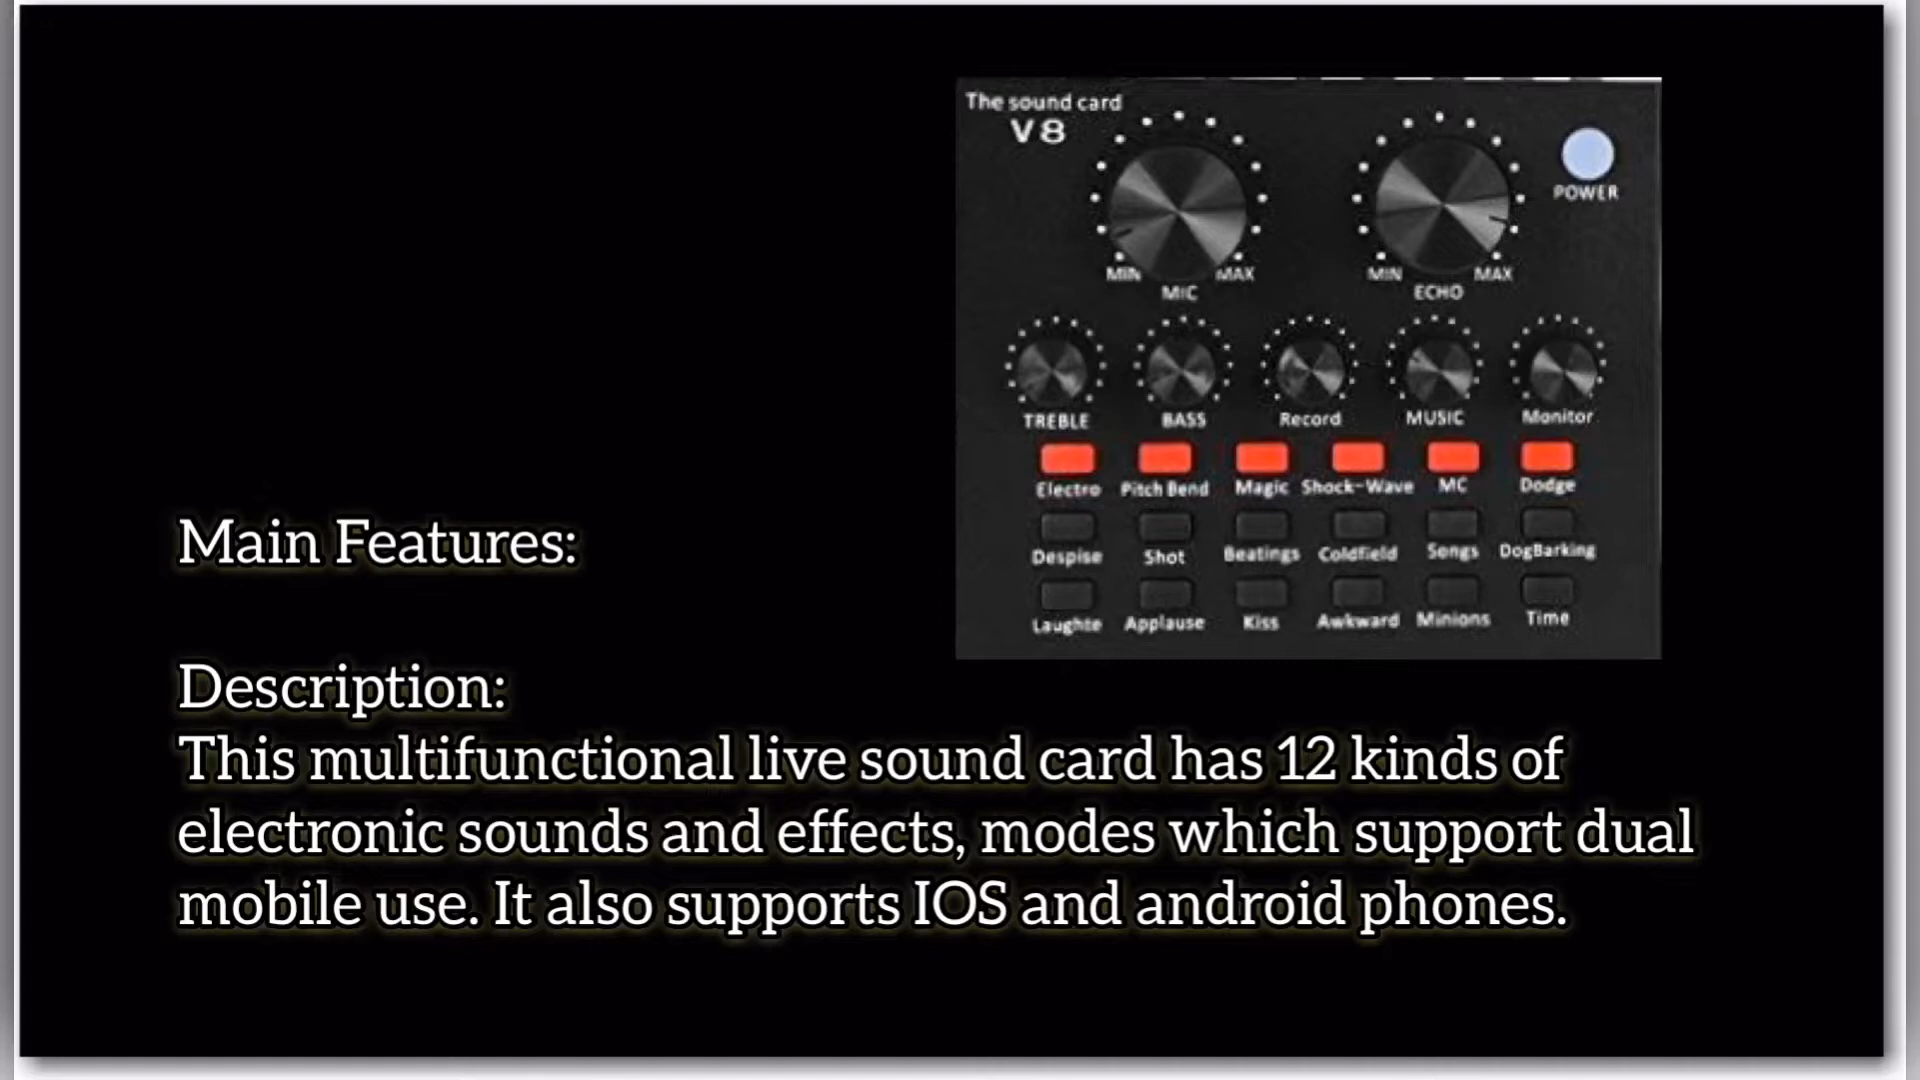 The sound card
V8
POWER
MIN MAX MIN MAX
MIC ECHO
TREBLE BASS Record MUSIC Monitor
Electro Pitch Bend Magic Shock-Wave MC Dodge
Despise Shot Beatings Coldfield Songs DogBarking
Laughte Applause Kiss Awkward Minions Time
Main Features:
Description:
This multifunctional live sound card has 12 kinds of
electronic sounds and effects, modes which support dual
mobile use. It also supports IOS and android phones.